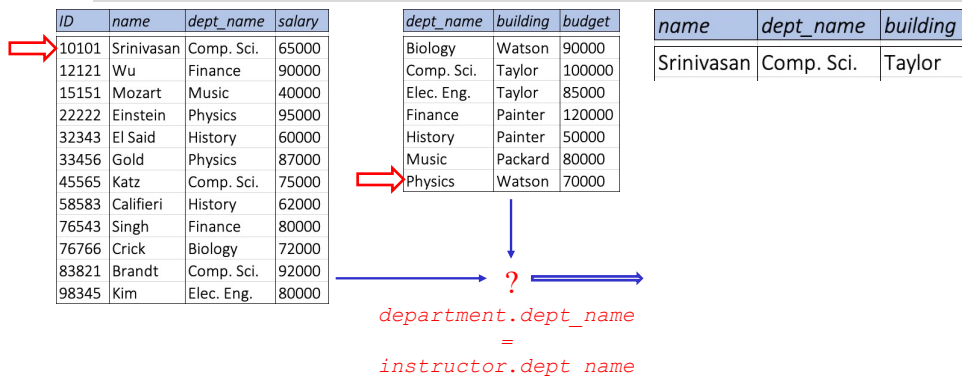 ID name dept_name salary
10101 Srinivasan Comp. Sci. 65000
12121 Wu Finance 90000
15151 Mozart Music 40000
22222 Einstein Physics 95000
32343 El Said History 60000
33456 Gold Physics 87000
45565 Katz Comp. Sci. 75000
58583 Califieri History 62000
76543 Singh Finance 80000
76766 Crick Biology 72000
83821 Brandt Comp. Sci. 92000
98345 Kim Elec. Eng. 80000
dept_name building budget
Biology Watson 90000
Comp. Sci. Taylor 100000
Elec. Eng. Taylor 85000
Finance Painter 120000
History Painter 50000
Music Packard 80000
Physics Watson 70000
name dept_name building
Srinivasan Comp. Sci. Taylor
?
department.dept_name
=
instructor.dept name